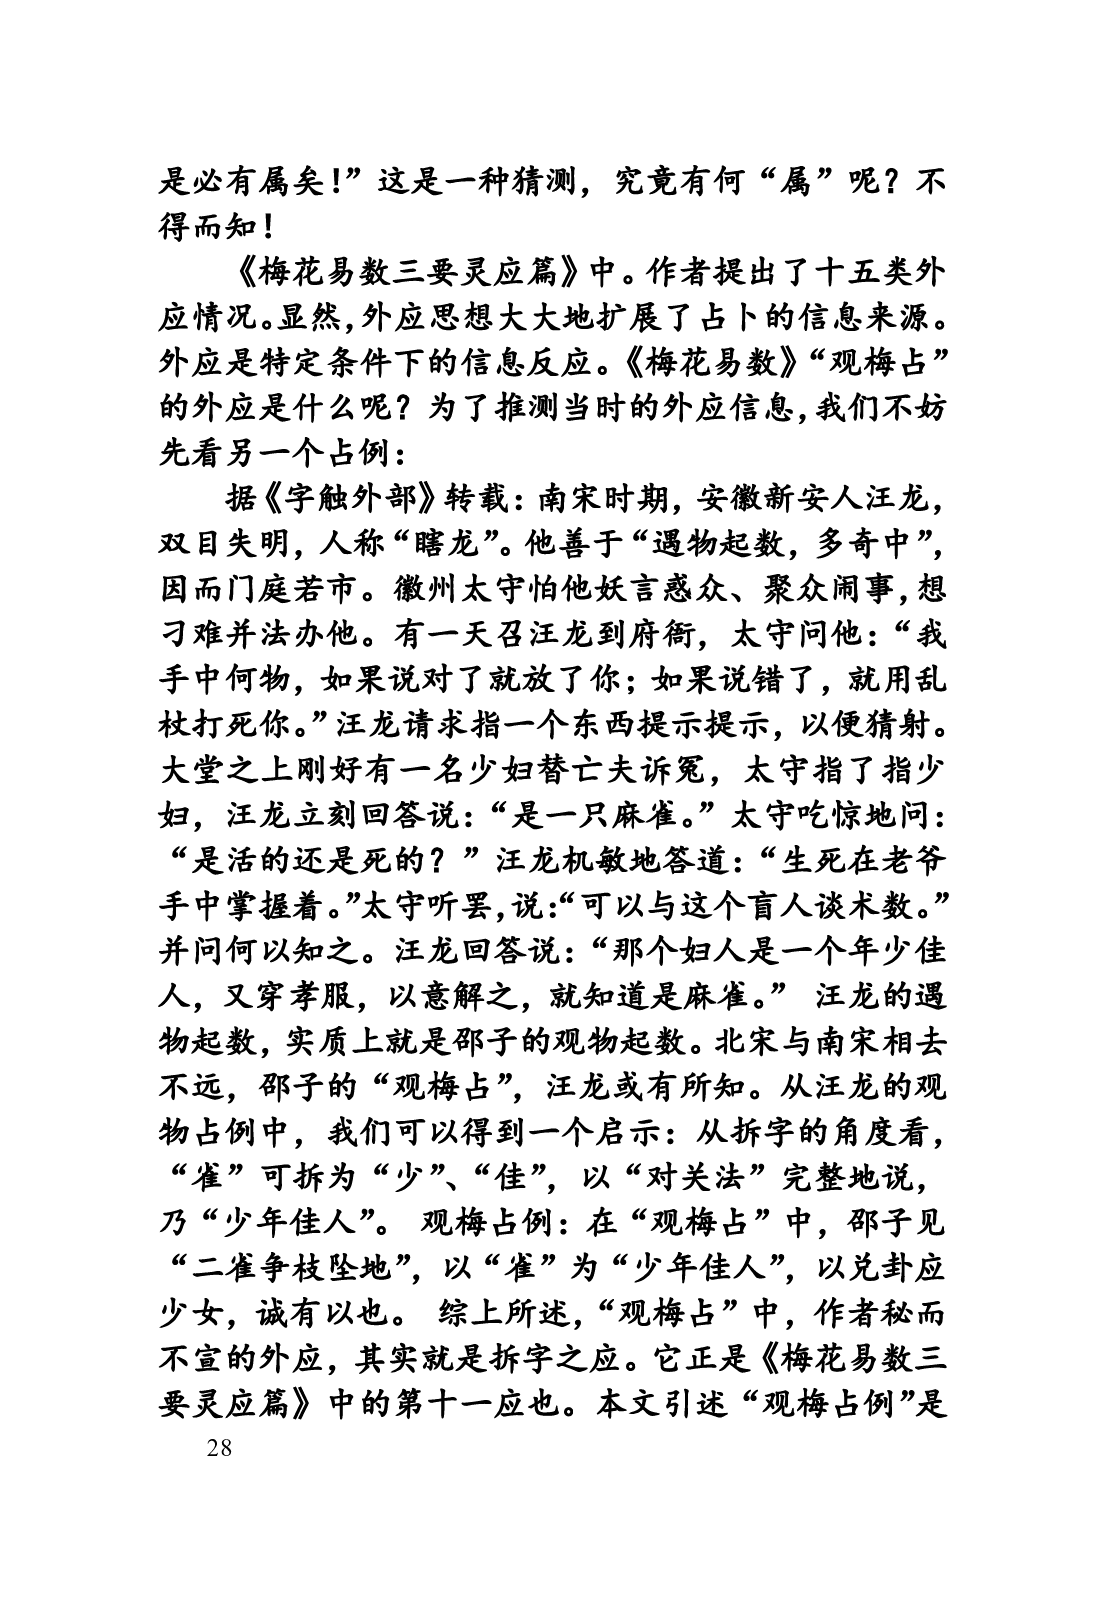 是必有属矣！”这是一种猜测，究竟有何“属”呢？不
得而知！
《梅花易数三要灵应篇》中。作者提出了十五类外
应情况。显然，外应思想大大地扩展了占卜的信息来源。
外应是特定条件下的信息反应。《梅花易数》“观梅占”
的外应是什么呢？为了推测当时的外应信息，我们不妨
先看另一个占例：
据《字触外部》转载：南宋时期，安徽新安人汪龙，
双目失明，人称“瞎龙”。他善于“遇物起数，多奇中”，
因而门庭若市。徽州太守怕他妖言惑众、聚众闹事，想
刁难并法办他。有一天召汪龙到府衙，太守问他：“我
手中何物，如果说对了就放了你；如果说错了，就用乱
杖打死你。”汪龙请求指一个东西提示提示，以便猜射。
大堂之上刚好有一名少妇替亡夫诉冤，太守指了指少
妇，汪龙立刻回答说：“是一只麻雀。”太守吃惊地问：
“是活的还是死的？”汪龙机敏地答道：“生死在老爷
手中掌握着。”太守听罢，说：“可以与这个盲人谈术数。”
并问何以知之。汪龙回答说：“那个妇人是一个年少佳
人，又穿孝服，以意解之，就知道是麻雀。” 汪龙的遇
物起数，实质上就是邵子的观物起数。北宋与南宋相去
不远，邵子的“观梅占”，汪龙或有所知。从汪龙的观
物占例中，我们可以得到一个启示：从拆字的角度看，
“雀”可拆为“少”、“佳”，以“对关法”完整地说，
乃“少年佳人”。 观梅占例：在“观梅占”中，邵子见
“二雀争枝坠地”，以“雀”为“少年佳人”，以兑卦应
少女，诚有以也。 综上所述，“观梅占”中，作者秘而
不宣的外应，其实就是拆字之应。它正是《梅花易数三
要灵应篇》中的第十一应也。本文引述“观梅占例”是
28